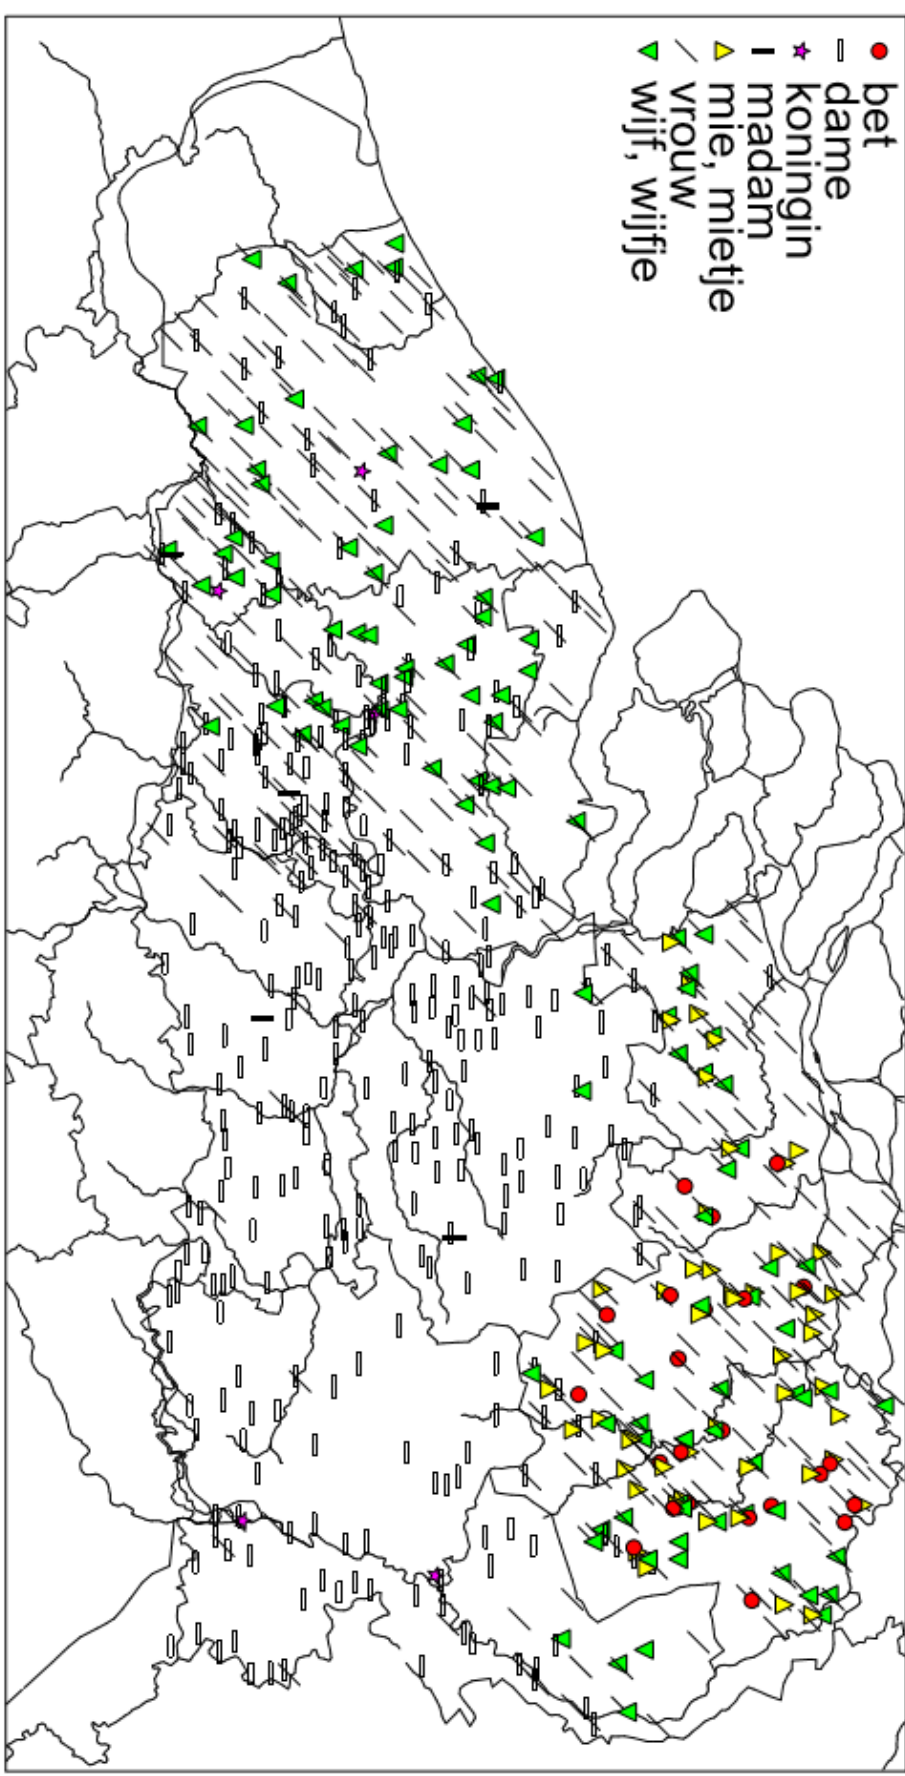 bet
dame
koningin
madam
mie, mietje
vrouw
wijf, wijfje